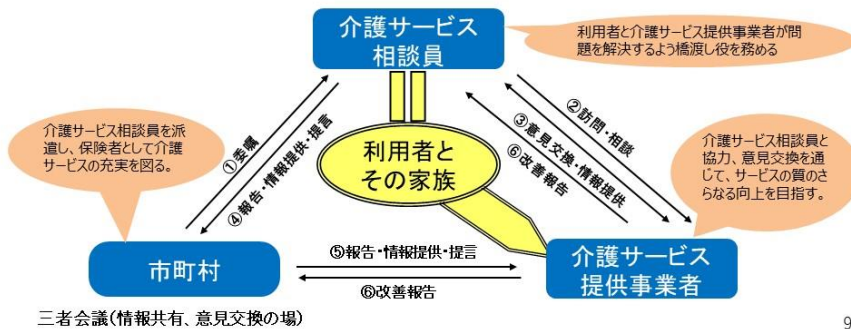 介護サービス
相談員
利用者と介護サービス提供事業者が問
題を解決するよう橋渡し役を務める
介護サービス相談員を派
遣し、保険者として介護
サービスの充実を図る。
①委嘱
④報告・情報提供・提言
利用者と
その家族
②訪問・相談
③意見交換・情報提供
⑥改善報告
介護サービス相談員と
協力、意見交換を通
じて、サービスの質のさ
らなる向上を目指す。
市町村
⑤報告・情報提供・提言
⑥改善報告
介護サービス
提供事業者
三者会議(情報共有、意見交換の場)
9